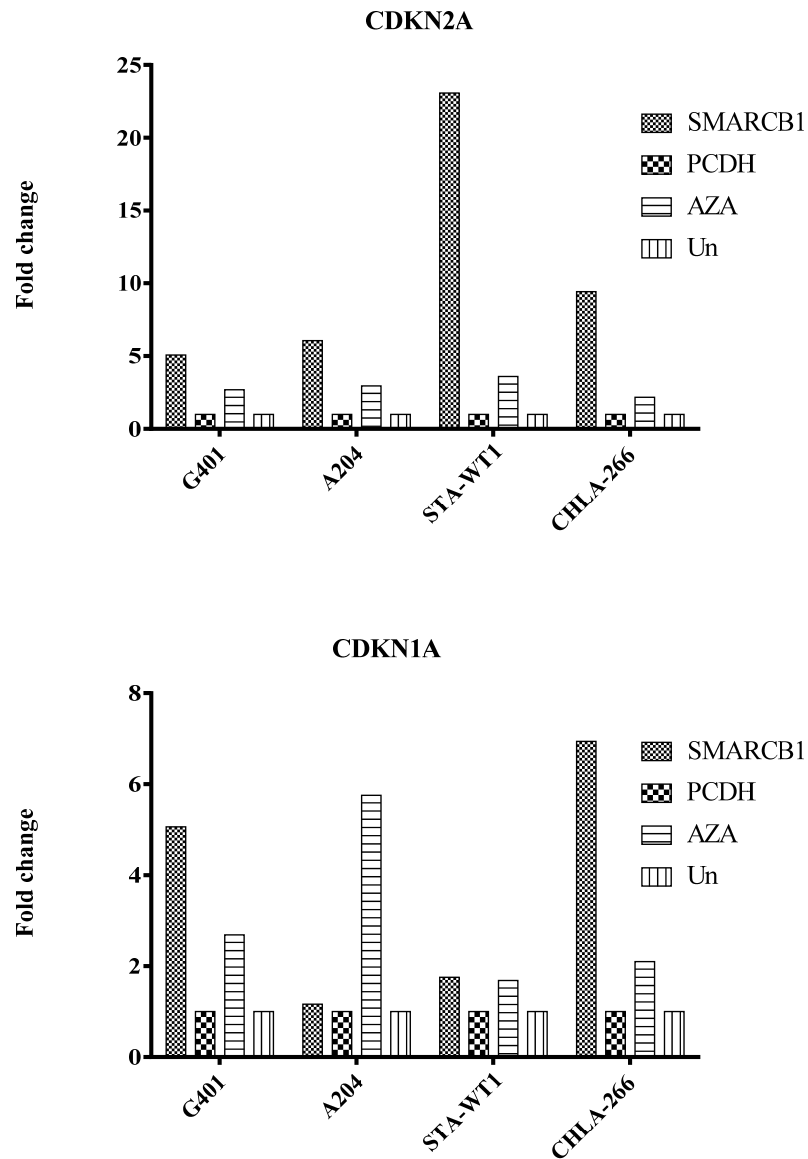 CDKN2A
Fold change
25
20
15
10
5
0
SMARCB1
PCDH
AZA
Un
G401
A204
STA-WT1
CHLA-266
CDKN1A
Fold change
8
6
4
2
0
SMARCB1
PCDH
AZA
Un
G401
A204
STA-WT1
CHLA-266